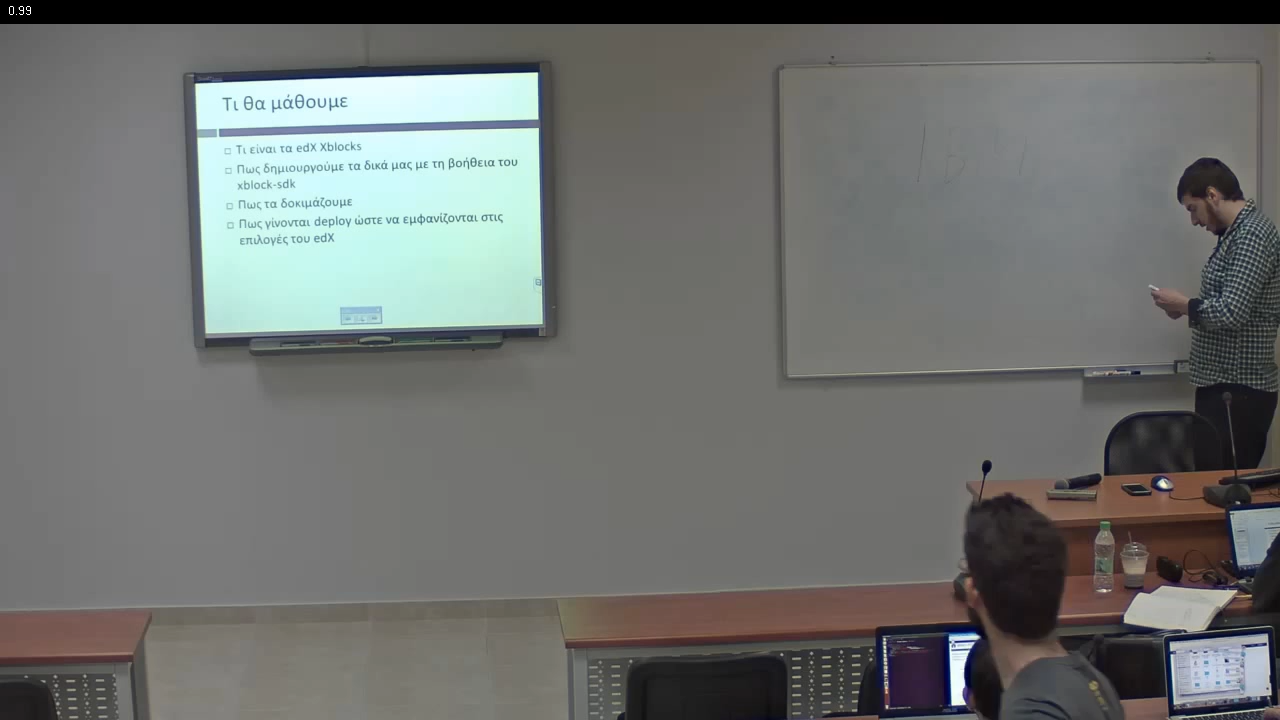 0.99
Τι θα μάθουμε
□ Τι είναι τα edX Xblocks
□ Πως δημιουργούμε τα δικά μας με τη βοήθεια του
xblock-sdk
□ Πως τα δοκιμάζουμε
□ Πως γίνονται deploy ώστε να εμφανίζονται στις
επιλογές του edX